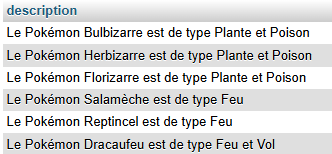 description
Le Pokémon Bulbizarre est de type Plante et Poison
Le Pokémon Herbizarre est de type Plante et Poison
Le Pokémon Florizarre est de type Plante et Poison
Le Pokémon Salamèche est de type Feu
Le Pokémon Reptincel est de type Feu
Le Pokémon Dracaufeu est de type Feu et Vol